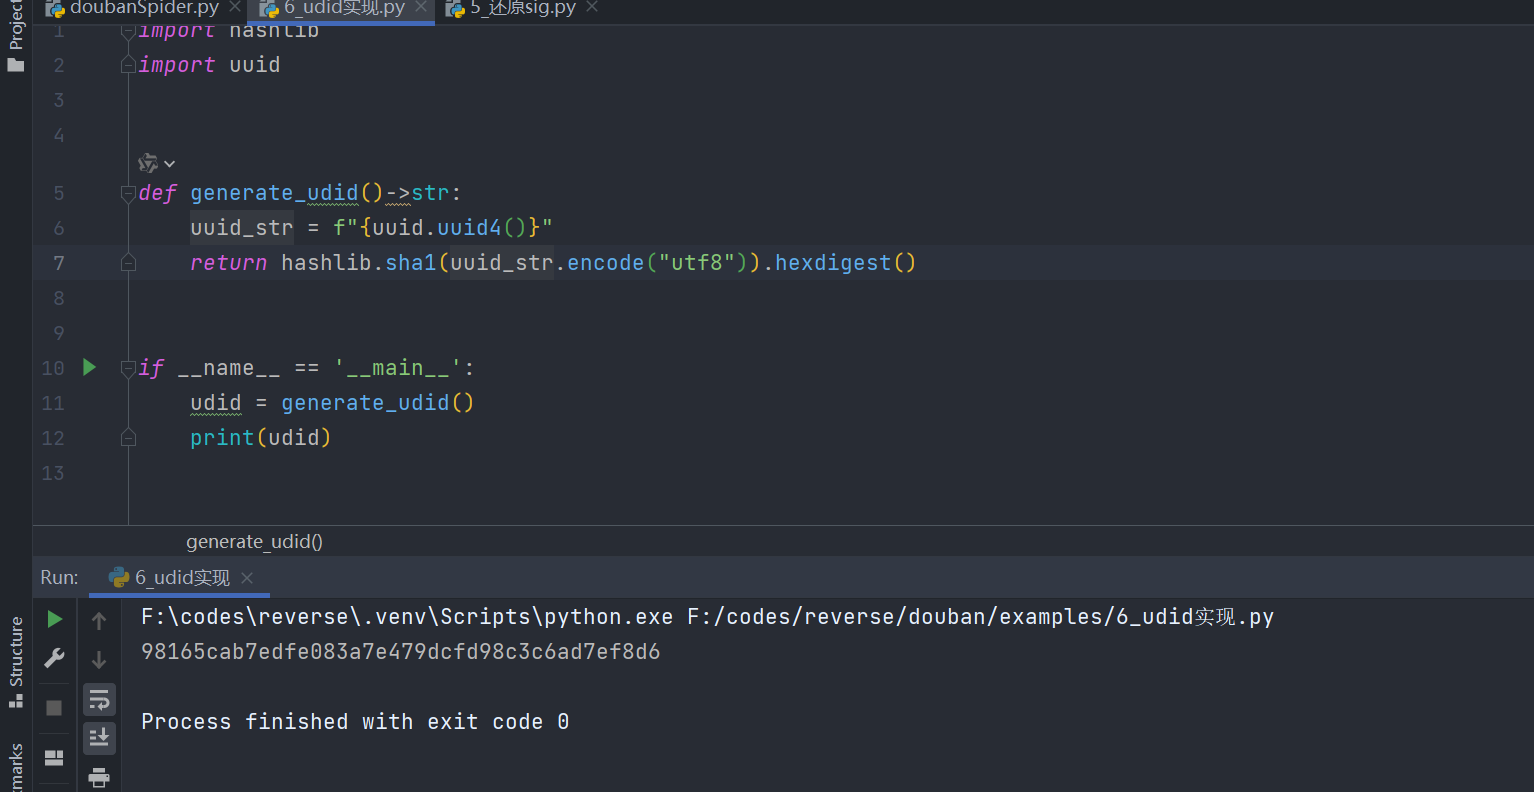 Project
doubanSpider.py
6_udid实现.py
5_还原sig.py
1 import hashlib
2 import uuid
3
4
5 def generate_udid()->str:
6 uuid_str = f"{uuid.uuid4()}"
7 return hashlib.sha1(uuid_str.encode("utf8")).hexdigest()
8
9
10 if __name__ == '__main__':
11 udid = generate_udid()
12 print(udid)
13
generate_udid()
Run: 6_udid实现
F:\codes\reverse\.venv\Scripts\python.exe F:/codes/reverse/douban/examples/6_udid实现.py
98165cab7edfe083a7e479dcfd98c3c6ad7ef8d6
Process finished with exit code 0
Structure
kmarks